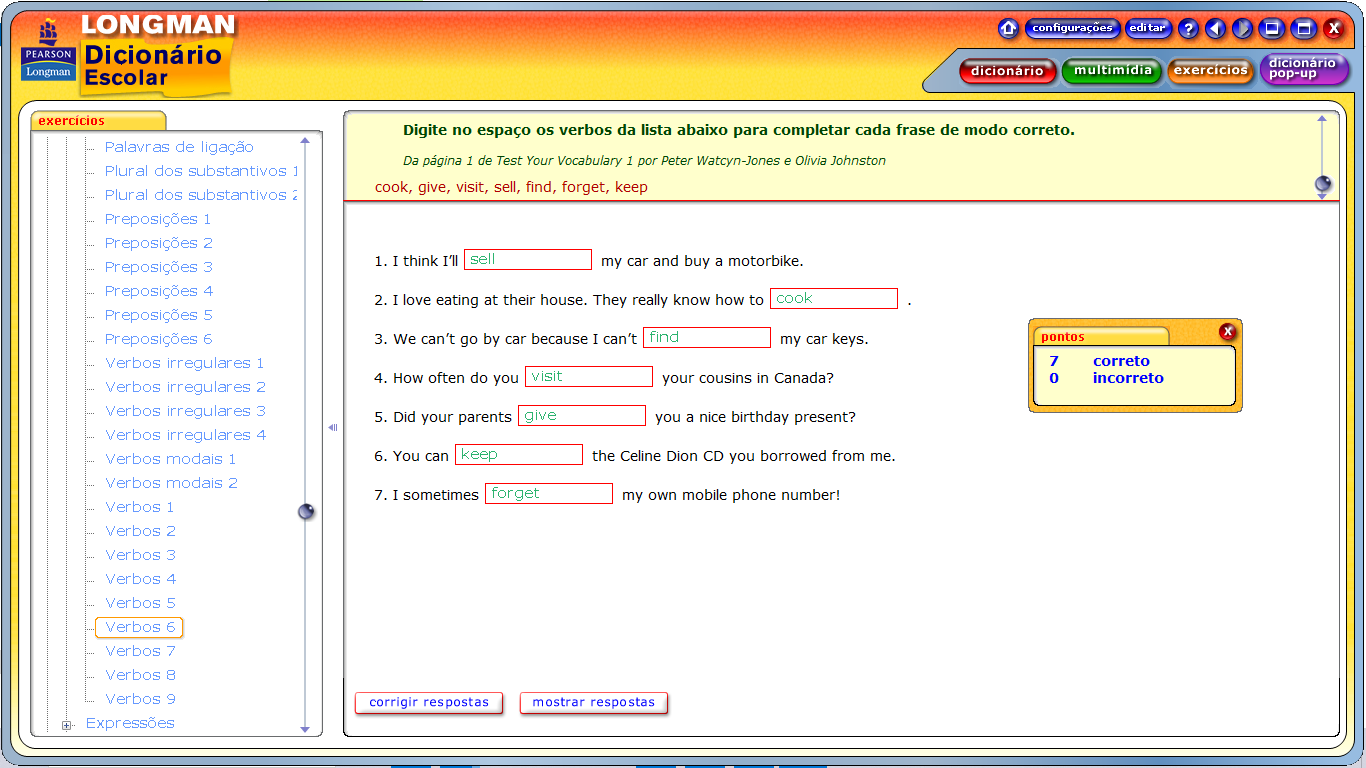 LONGMAN
Dicionário
Escolar
PEARSON
Longman
configurações
editar
?
X
dicionário
multimídia
exercícios
dicionário
pop-up
exercícios
Palavras de ligação
Plural dos substantivos 1
Plural dos substantivos 2
Preposições 1
Preposições 2
Preposições 3
Preposições 4
Preposições 5
Preposições 6
Verbos irregulares 1
Verbos irregulares 2
Verbos irregulares 3
Verbos irregulares 4
Verbos modais 1
Verbos modais 2
Verbos 1
Verbos 2
Verbos 3
Verbos 4
Verbos 5
Verbos 6
Verbos 7
Verbos 8
Verbos 9
Expressões
Digite no espaço os verbos da lista abaixo para completar cada frase de modo correto.
Da página 1 de Test Your Vocabulary 1 por Peter Watcyn-Jones e Olivia Johnston
cook, give, visit, sell, find, forget, keep
1. I think I’ll sell my car and buy a motorbike.
2. I love eating at their house. They really know how to cook .
3. We can’t go by car because I can’t find my car keys.
4. How often do you visit your cousins in Canada?
5. Did your parents give you a nice birthday present?
6. You can keep the Celine Dion CD you borrowed from me.
7. I sometimes forget my own mobile phone number!
pontos
X
7 correto
0 incorreto
corrigir respostas
mostrar respostas